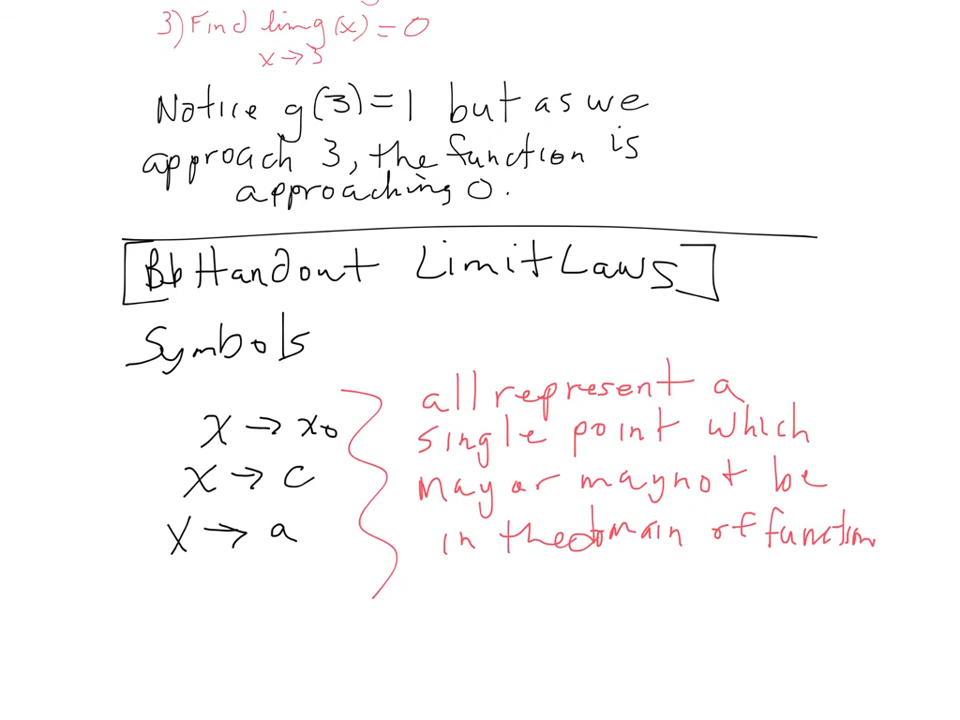 3) Find lim g(x) = 0
x → 3
Notice g(3) = 1 but as we
approach 3, the function is
approaching 0.
Bb Handout Limit Laws
Symbols
x → x₀
x → c
x → a
all represent a
single point which
may or may not be
in the domain of function